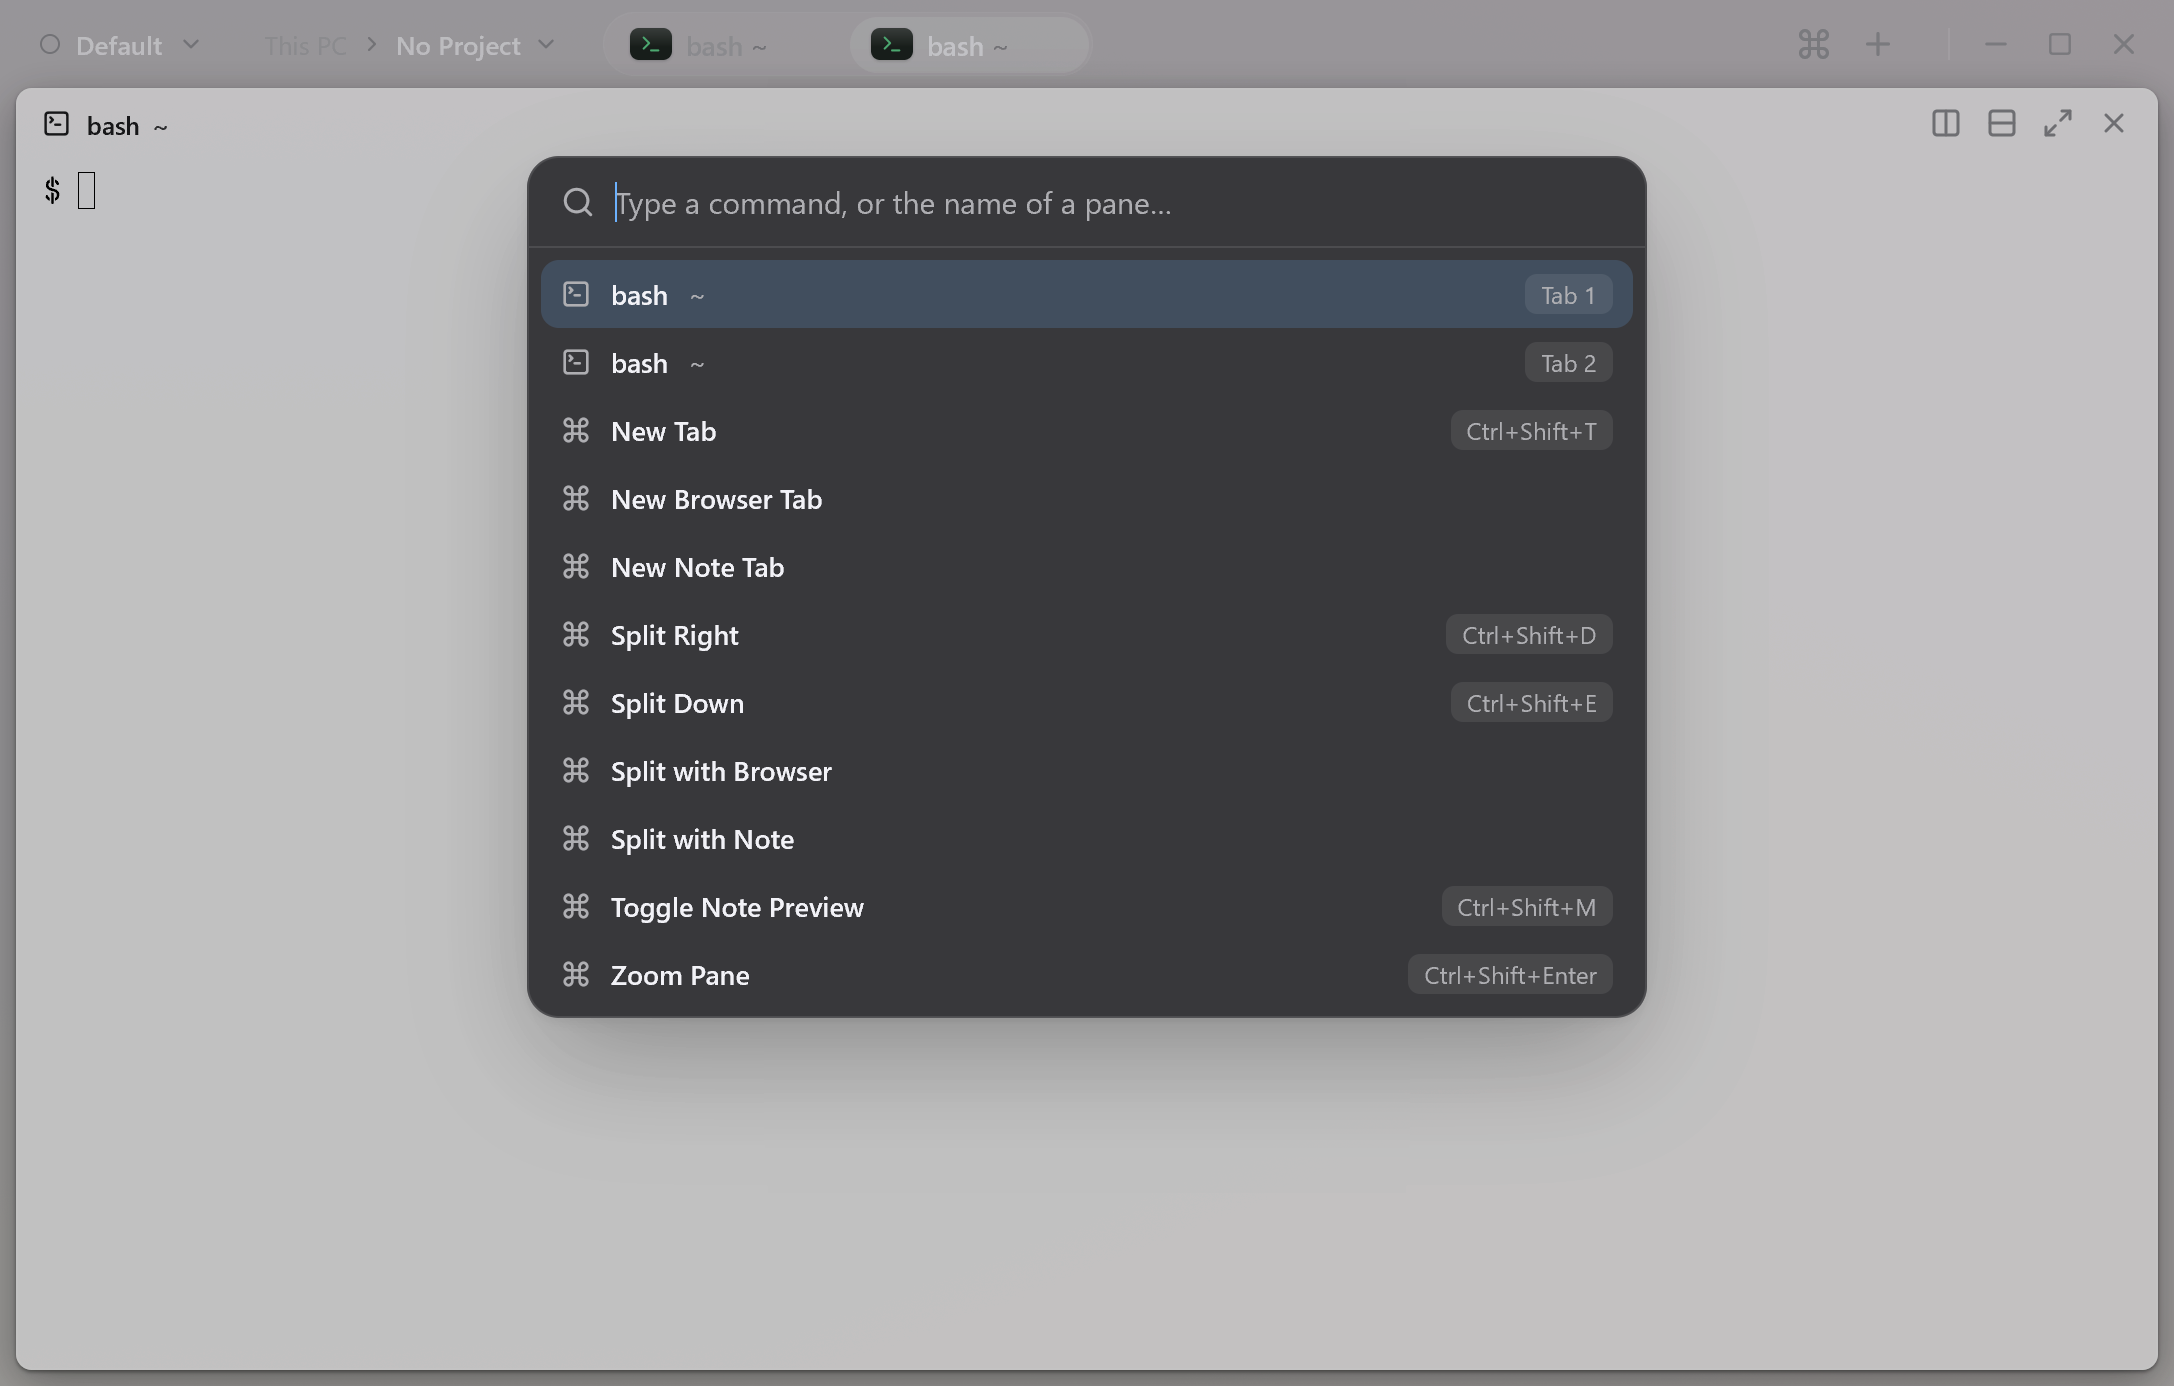 Default This PC No Project bash ~ bash ~
bash ~
$
Type a command, or the name of a pane...
bash ~ Tab 1
bash ~ Tab 2
New Tab Ctrl+Shift+T
New Browser Tab
New Note Tab
Split Right Ctrl+Shift+D
Split Down Ctrl+Shift+E
Split with Browser
Split with Note
Toggle Note Preview Ctrl+Shift+M
Zoom Pane Ctrl+Shift+Enter